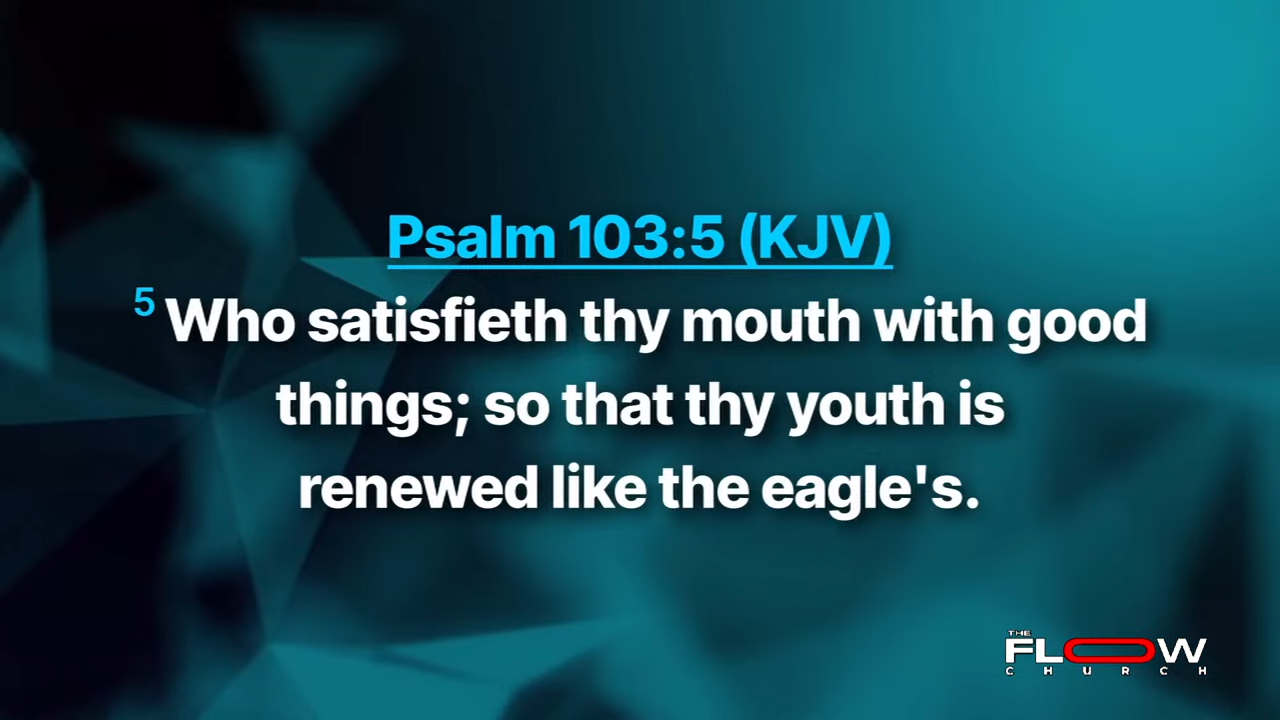 Psalm 103:5 (KJV)
5 Who satisfieth thy mouth with good
things; so that thy youth is
renewed like the eagle's.
THE
FLOW
CHURCH